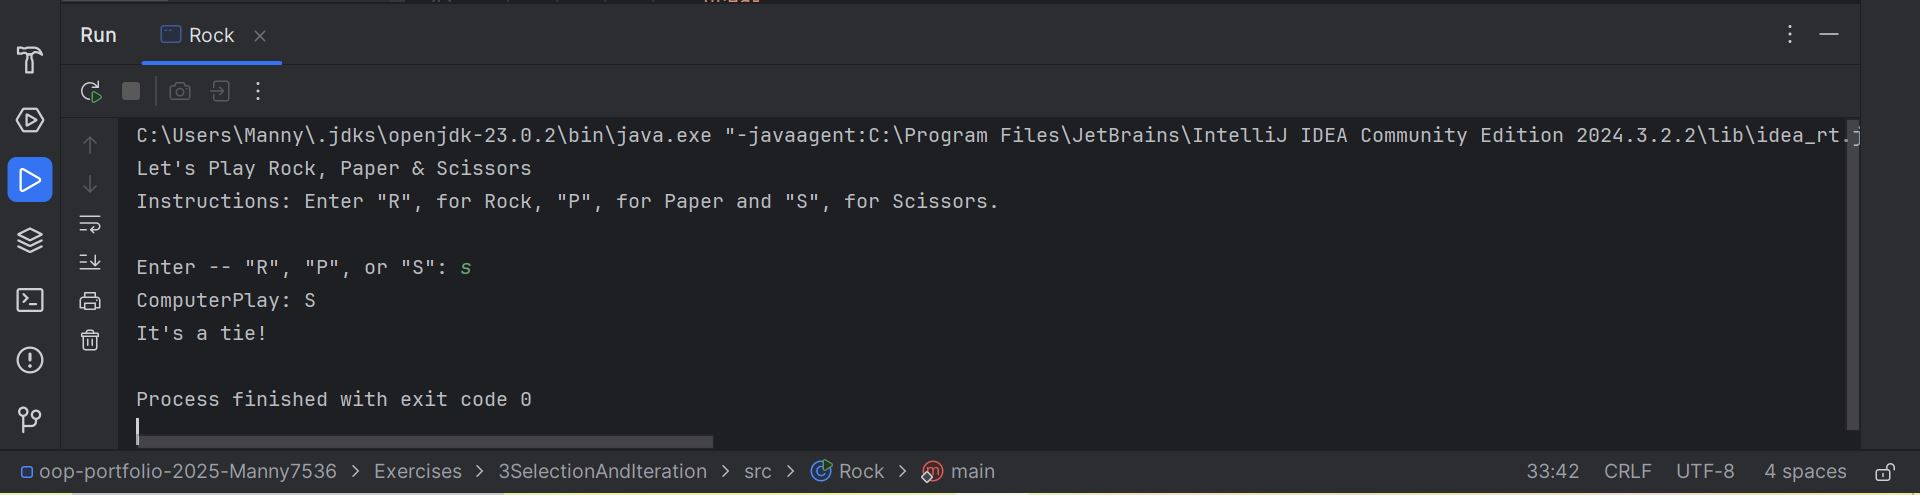 Run Rock
C:\Users\Manny\.jdks\openjdk-23.0.2\bin\java.exe "-javaagent:C:\Program Files\JetBrains\IntelliJ IDEA Community Edition 2024.3.2.2\lib\idea_rt.j
Let's Play Rock, Paper & Scissors
Instructions: Enter "R", for Rock, "P", for Paper and "S", for Scissors.
Enter -- "R", "P", or "S": s
ComputerPlay: S
It's a tie!
Process finished with exit code 0
oop-portfolio-2025-Manny7536 > Exercises > 3SelectionAndIteration > src > Rock > main 33:42 CRLF UTF-8 4 spaces